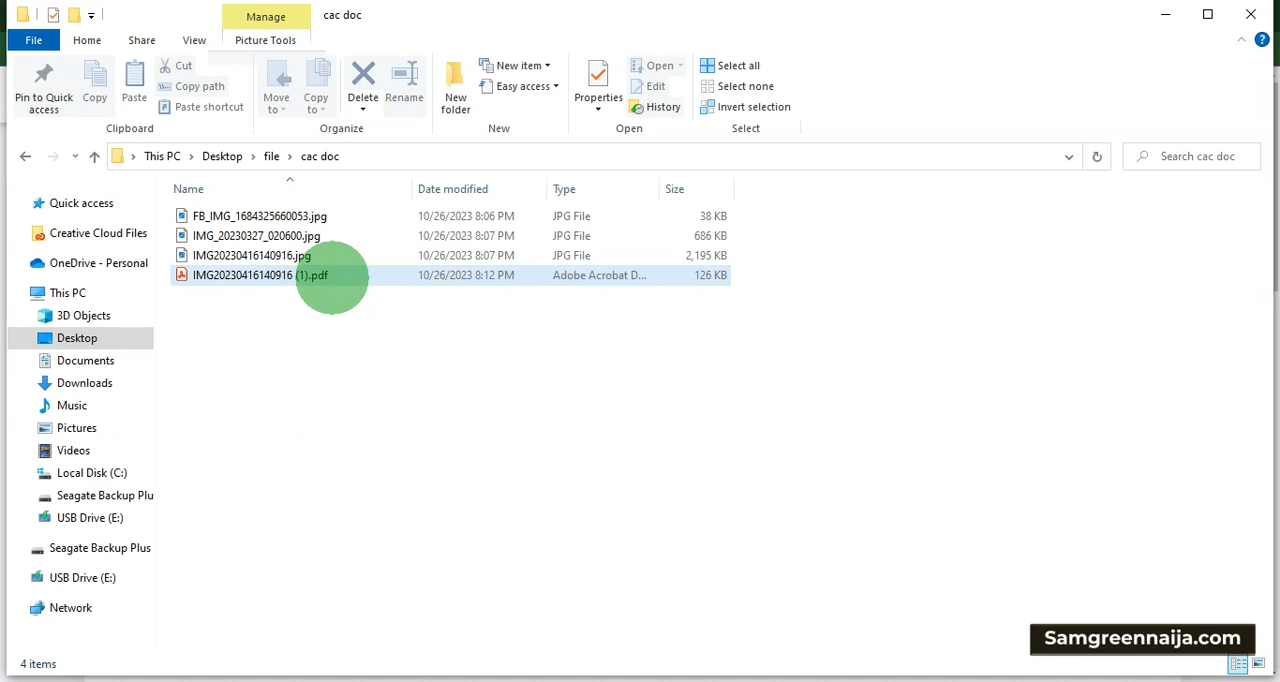 Manage cac doc
File Home Share View Picture Tools
Pin to Quick access
Copy
Paste
Cut
Copy path
Paste shortcut
Clipboard
Move to
Copy to
Delete
Rename
Organize
New folder
New item
Easy access
New
Properties
Open
Edit
History
Open
Select all
Select none
Invert selection
Select
This PC > Desktop > file > cac doc
Search cac doc
Name Date modified Type Size
FB_IMG_1684325660053.jpg 10/26/2023 8:06 PM JPG File 38 KB
IMG_20230327_020600.jpg 10/26/2023 8:07 PM JPG File 686 KB
IMG20230416140916.jpg 10/26/2023 8:07 PM JPG File 2,195 KB
IMG20230416140916 (1).pdf 10/26/2023 8:12 PM Adobe Acrobat D... 126 KB
Quick access
Creative Cloud Files
OneDrive - Personal
This PC
3D Objects
Desktop
Documents
Downloads
Music
Pictures
Videos
Local Disk (C:)
Seagate Backup Plu
USB Drive (E:)
Seagate Backup Plus
USB Drive (E:)
Network
Samgreennaija.com
4 items